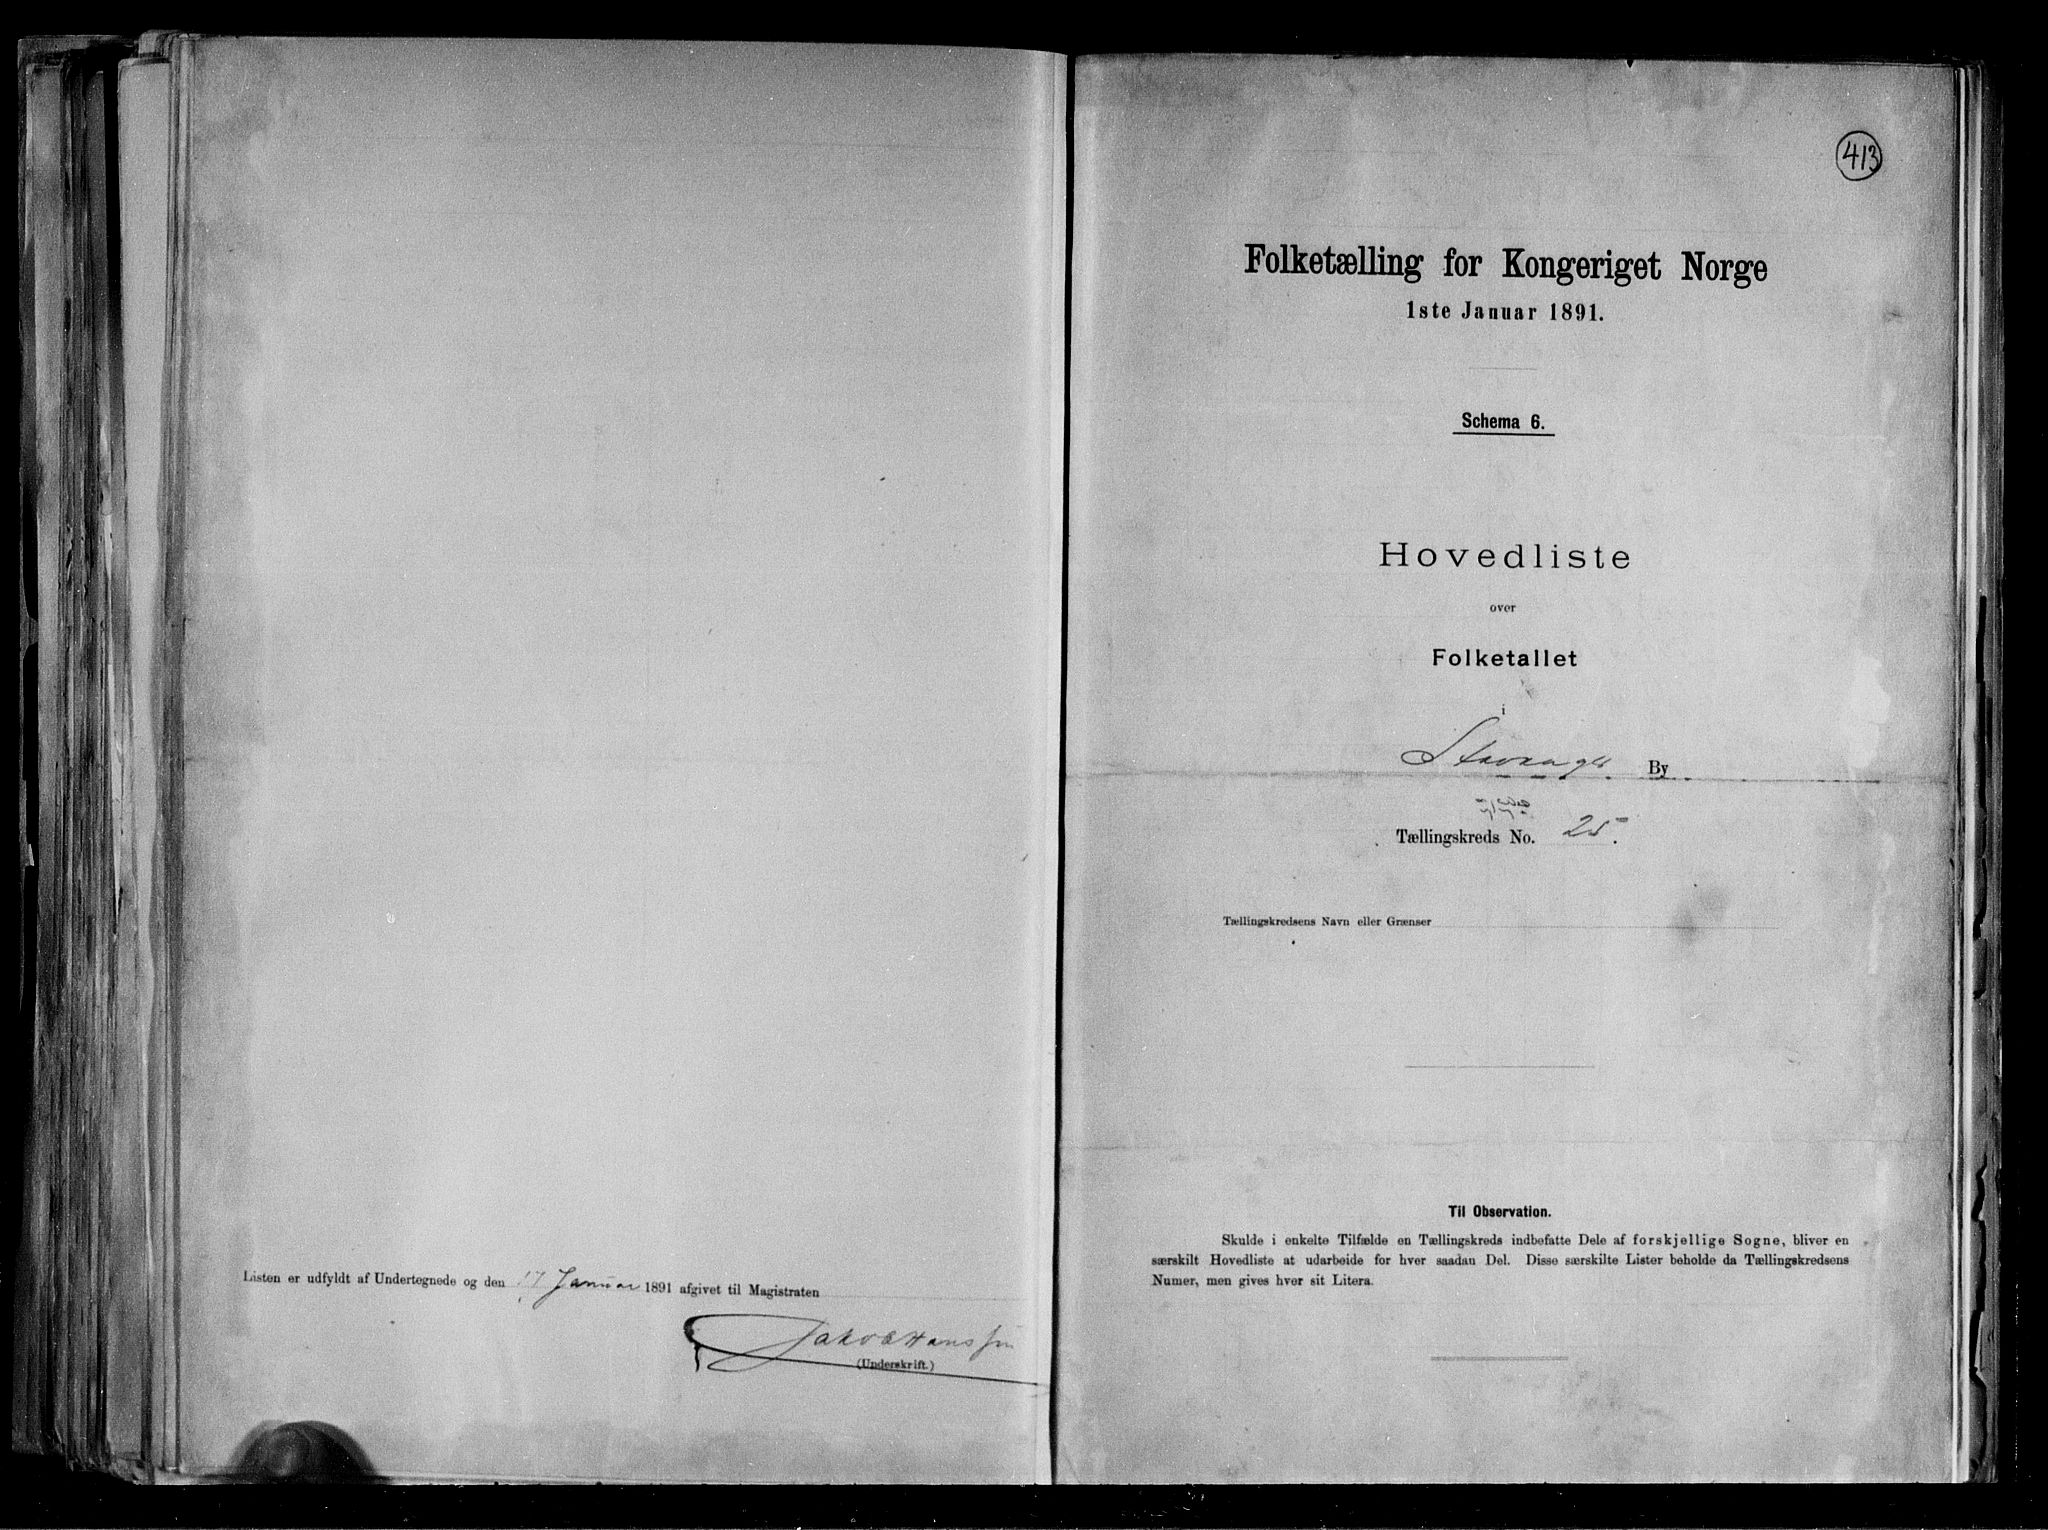 Listen er udfyldt af Undertegnede og den 17 Januar 1891 afgivet til Magistraten
Jakob Hanssen
(Underskrift.)
413
Folketælling for Kongeriget Norge
1ste Januar 1891.
Schema 6.
Hovedliste
over
Folketallet
i
Stavanger By
Tællingskreds No. 25.
Tællingskredsens Navn eller Grænser
Til Observation.
Skulde i enkelte Tilfælde en Tællingskreds indbefatte Dele af forskjellige Sogne, bliver en
særskilt Hovedliste at udarbeide for hver saadan Del. Disse særskilte Lister beholde da Tællingskredsens
Numer, men gives hver sit Litera.